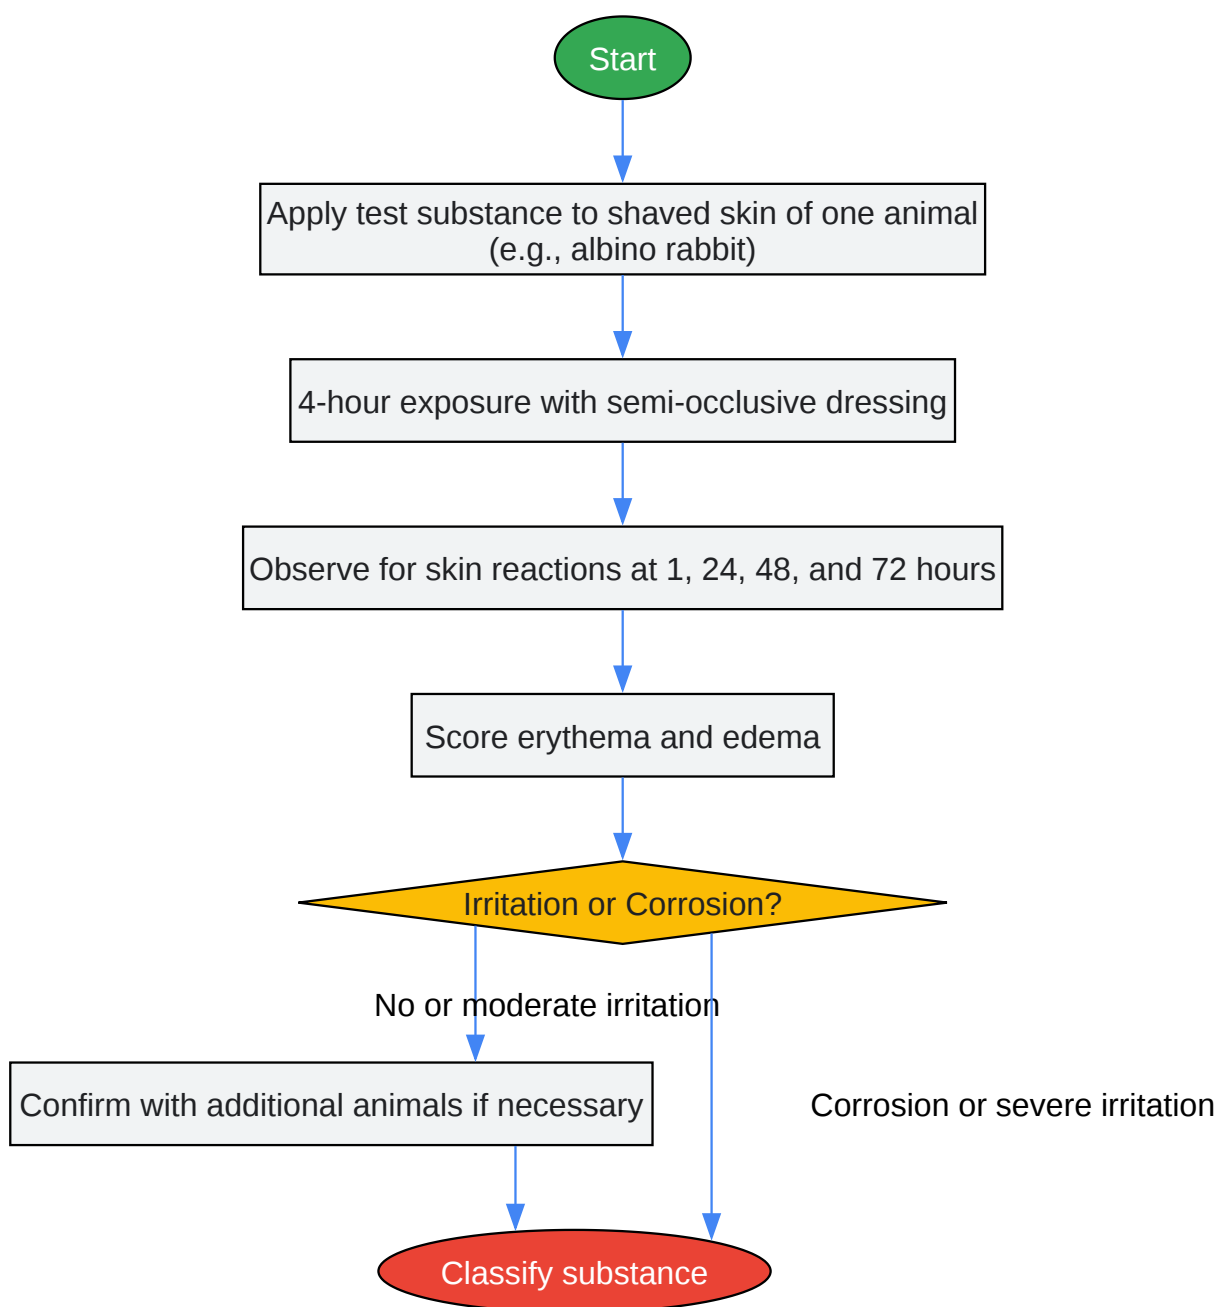 Start
Apply test substance to shaved skin of one animal
(e.g., albino rabbit)
4-hour exposure with semi-occlusive dressing
Observe for skin reactions at 1, 24, 48, and 72 hours
Score erythema and edema
Irritation or Corrosion?
No or moderate irritation
Confirm with additional animals if necessary
Corrosion or severe irritation
Classify substance